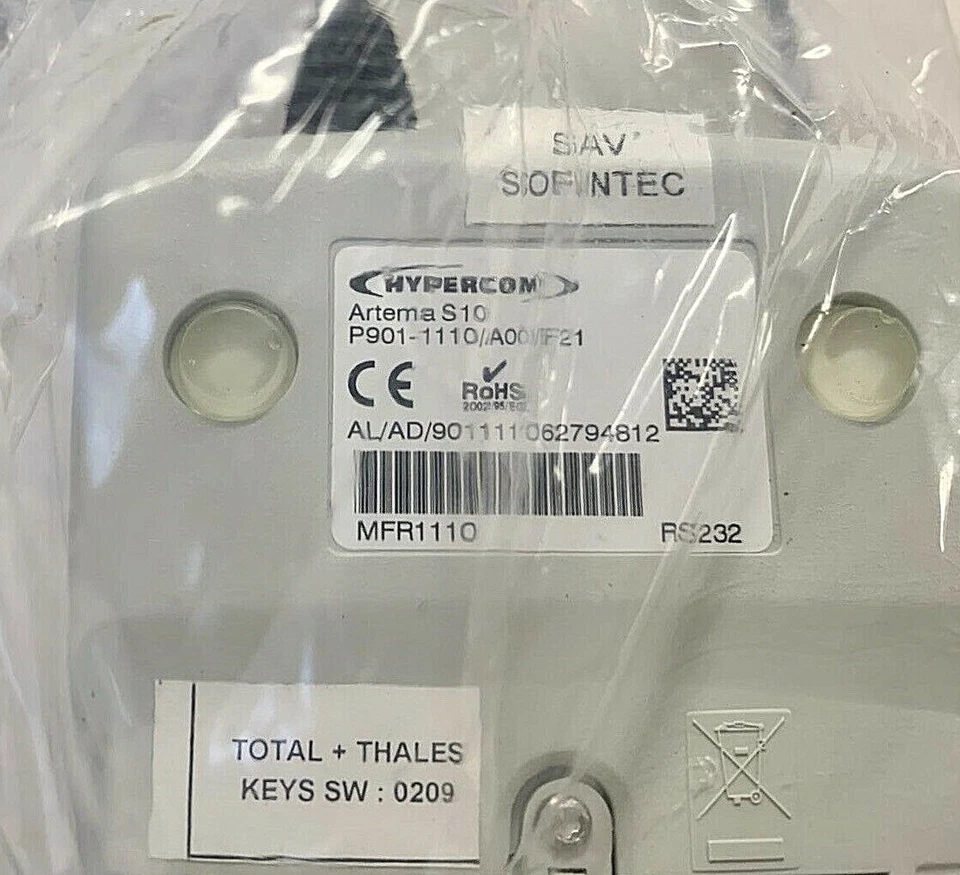 SAV
SOFINTEC
HYPERCOM
Artema S10
P901-1110//A00//F21
CE
RoHS
2002/95/EG
AL/AD/901111062794812
MFR1110
RS232
TOTAL + THALES
KEYS SW : 0209